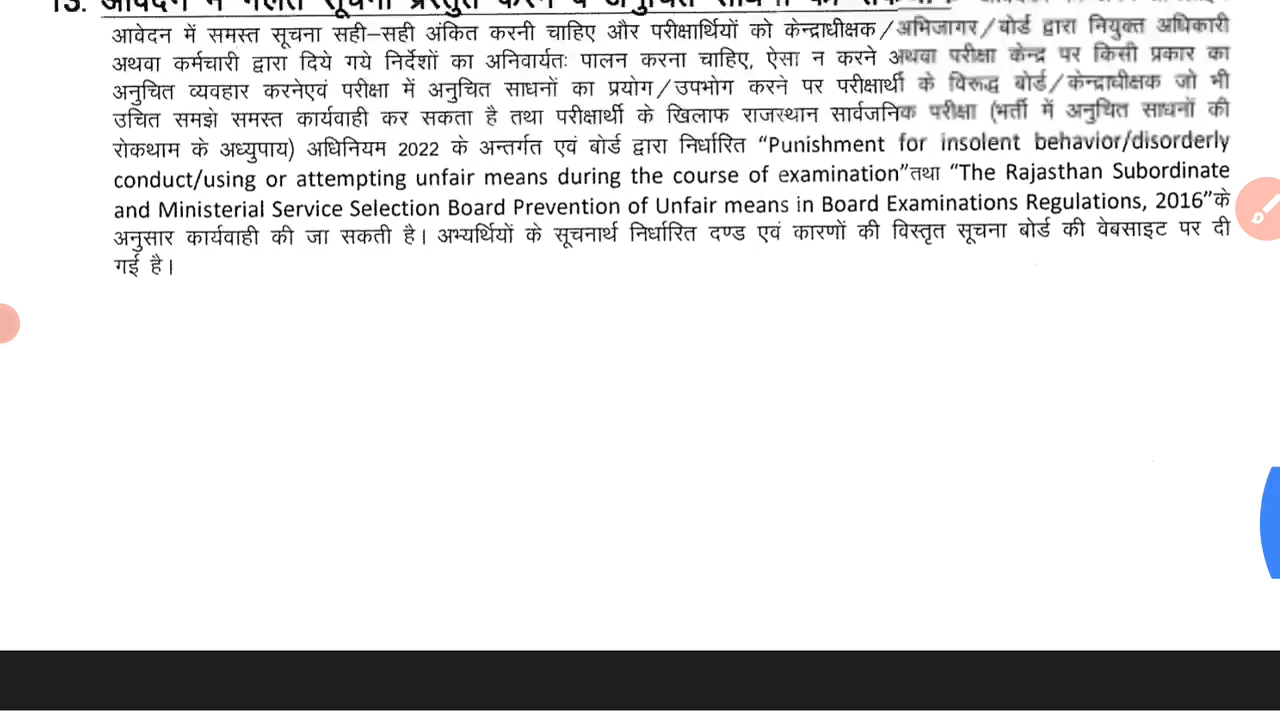 आवेदन में समस्त सूचना सही–सही अंकित करनी चाहिए और परीक्षार्थियों को केन्द्राधीक्षक/अभिजागर/बोर्ड द्वारा नियुक्त अधिकारी
अथवा कर्मचारी द्वारा दिये गये निर्देशों का अनिवार्यतः पालन करना चाहिए, ऐसा न करने अथवा परीक्षा केन्द्र पर किसी प्रकार का
अनुचित व्यवहार करनेएवं परीक्षा में अनुचित साधनों का प्रयोग/उपभोग करने पर परीक्षार्थी के विरूद्ध बोर्ड/केन्द्राधीक्षक जो भी
उचित समझे समस्त कार्यवाही कर सकता है तथा परीक्षार्थी के खिलाफ राजस्थान सार्वजनिक परीक्षा (भर्ती में अनुचित साधनों की
रोकथाम के अध्युपाय) अधिनियम 2022 के अन्तर्गत एवं बोर्ड द्वारा निर्धारित “Punishment for insolent behavior/disorderly
conduct/using or attempting unfair means during the course of examination”तथा “The Rajasthan Subordinate
and Ministerial Service Selection Board Prevention of Unfair means in Board Examinations Regulations, 2016”के
अनुसार कार्यवाही की जा सकती है। अभ्यर्थियों के सूचनार्थ निर्धारित दण्ड एवं कारणों की विस्तृत सूचना बोर्ड की वेबसाइट पर दी
गई है।